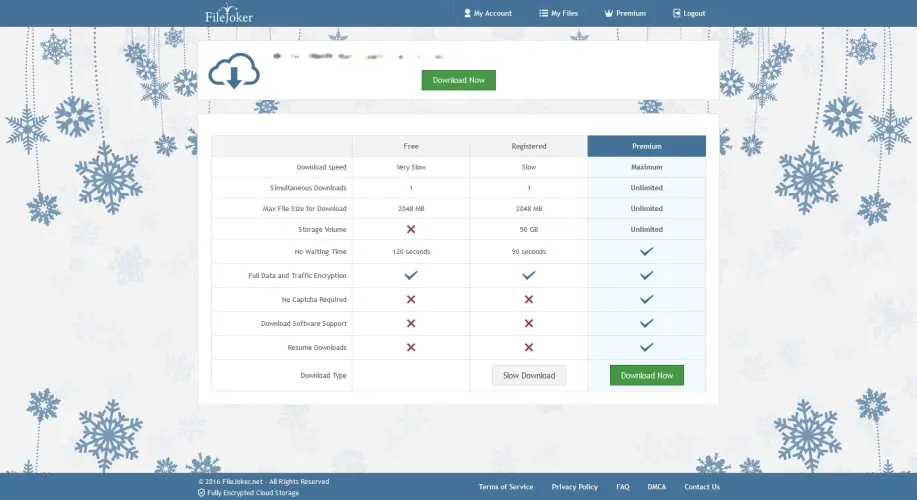 FileJoker
My Account My Files Premium Logout
Download Now
Free Registered Premium
Download speed Very Slow Slow Maximum
Simultaneous Downloads 1 1 Unlimited
Max File Size for Download 2048 MB 2048 MB Unlimited
Storage Volume 50 GB Unlimited
No Waiting Time 120 seconds 90 seconds
Full Data and Traffic Encryption
No Captcha Required
Download Software Support
Resume Downloads
Download Type Slow Download Download Now
© 2016 FileJoker.net - All Rights Reserved
Terms of Service Privacy Policy FAQ DMCA Contact Us
Fully Encrypted Cloud Storage